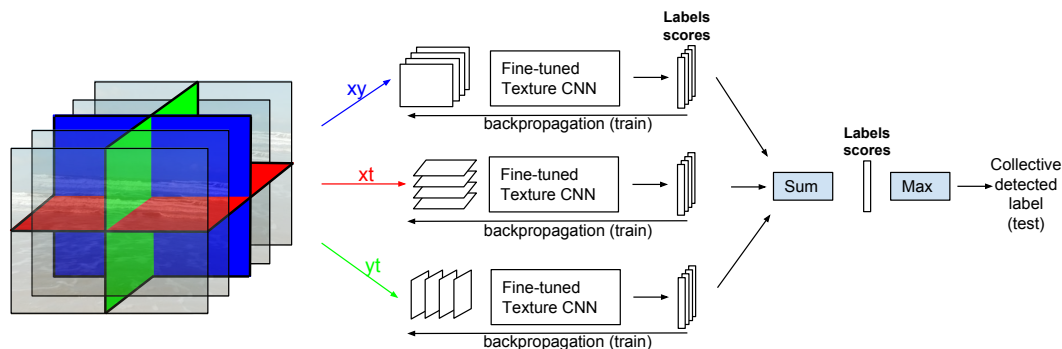 xy
Fine-tuned
Texture CNN
Labels
scores
backpropagation (train)
xt
Fine-tuned
Texture CNN
backpropagation (train)
yt
Fine-tuned
Texture CNN
backpropagation (train)
Sum
Labels
scores
Max
Collective
detected
label
(test)